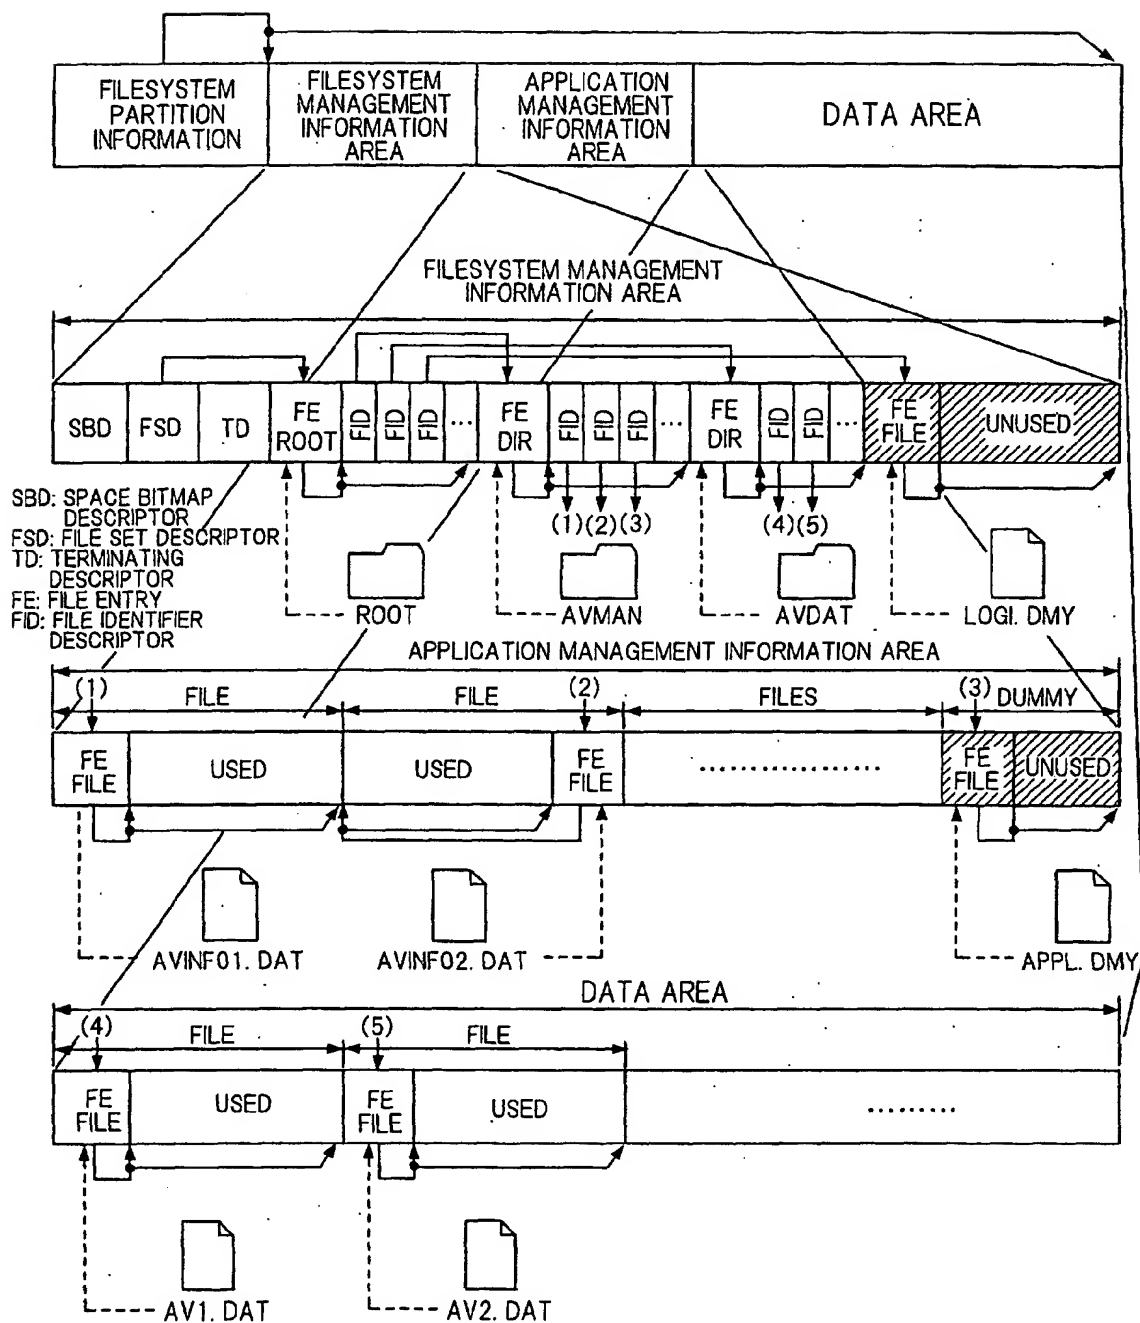 FILESYSTEM
PARTITION
INFORMATION
FILESYSTEM
MANAGEMENT
INFORMATION
AREA
APPLICATION
MANAGEMENT
INFORMATION
AREA
DATA AREA
FILESYSTEM MANAGEMENT
INFORMATION AREA
SBD
FSD
TD
FE
ROOT
FID
FID
FID
...
FE
DIR
FID
FID
FID
...
FE
DIR
FID
FID
...
FE
FILE
UNUSED
(1) (2) (3)
(4) (5)
SBD: SPACE BITMAP
DESCRIPTOR
FSD: FILE SET DESCRIPTOR
TD: TERMINATING
DESCRIPTOR
FE: FILE ENTRY
FID: FILE IDENTIFIER
DESCRIPTOR
ROOT
AVMAN
AVDAT
LOGI. DMY
APPLICATION MANAGEMENT INFORMATION AREA
(1)
FILE
FILE
(2)
FILES
(3)
DUMMY
FE
FILE
USED
USED
FE
FILE
..................
FE
FILE
UNUSED
AVINF01. DAT
AVINF02. DAT
APPL. DMY
DATA AREA
(4)
FILE
(5)
FILE
FE
FILE
USED
FE
FILE
USED
.........
AV1. DAT
AV2. DAT